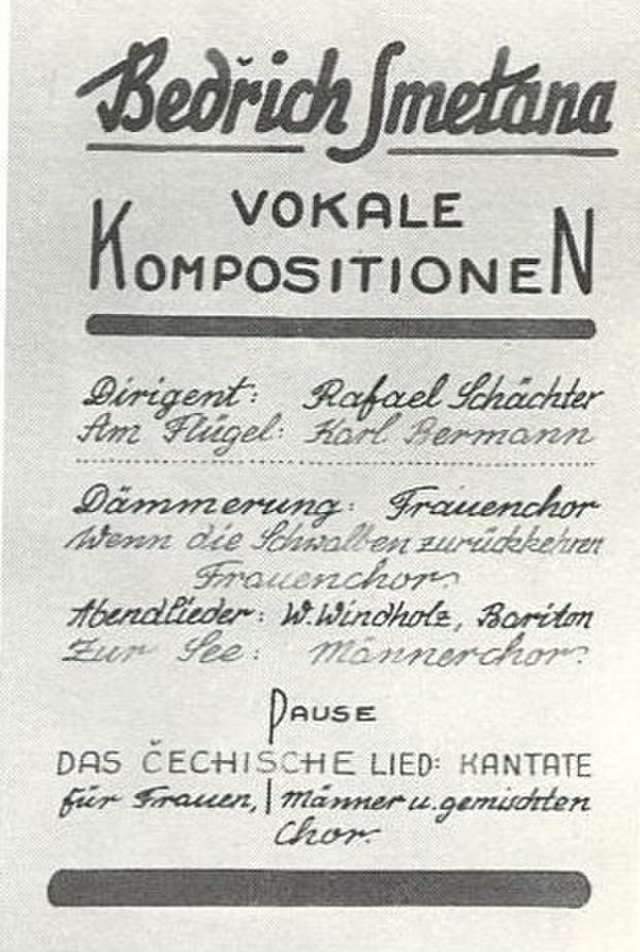 Bedřich Smetana
VOKALE
KOMPOSITIONEN
Dirigent: Rafael Schächter
Am Flügel: Karl Bermann
Dämmerung: Frauenchor
Wenn die Schwalben zurückkehren
Frauenchor
Abendlieder: W. Windholz, Bariton
Zur See: Männerchor
PAUSE
DAS ČECHISCHE LIED: KANTATE
für Frauen, Männer u. gemischten
Chor.